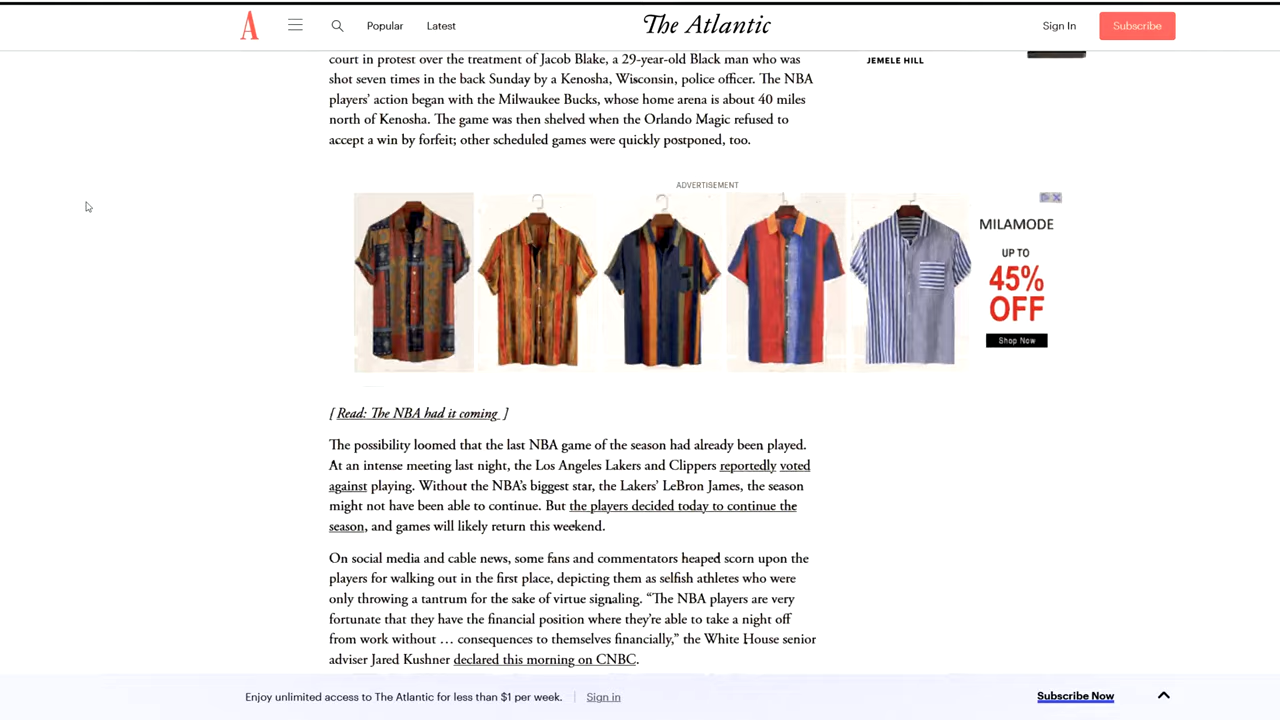 A
Popular
Latest
The Atlantic
Sign In
Subscribe
court in protest over the treatment of Jacob Blake, a 29-year-old Black man who was
shot seven times in the back Sunday by a Kenosha, Wisconsin, police officer. The NBA
players' action began with the Milwaukee Bucks, whose home arena is about 40 miles
north of Kenosha. The game was then shelved when the Orlando Magic refused to
accept a win by forfeit; other scheduled games were quickly postponed, too.
JEMELE HILL
ADVERTISEMENT
MILAMODE
UP TO
45%
OFF
Shop Now
[ Read: The NBA had it coming ]
The possibility loomed that the last NBA game of the season had already been played.
At an intense meeting last night, the Los Angeles Lakers and Clippers reportedly voted
against playing. Without the NBA's biggest star, the Lakers' LeBron James, the season
might not have been able to continue. But the players decided today to continue the
season, and games will likely return this weekend.
On social media and cable news, some fans and commentators heaped scorn upon the
players for walking out in the first place, depicting them as selfish athletes who were
only throwing a tantrum for the sake of virtue signaling. “The NBA players are very
fortunate that they have the financial position where they're able to take a night off
from work without … consequences to themselves financially,” the White House senior
adviser Jared Kushner declared this morning on CNBC.
Enjoy unlimited access to The Atlantic for less than $1 per week.
Sign in
Subscribe Now